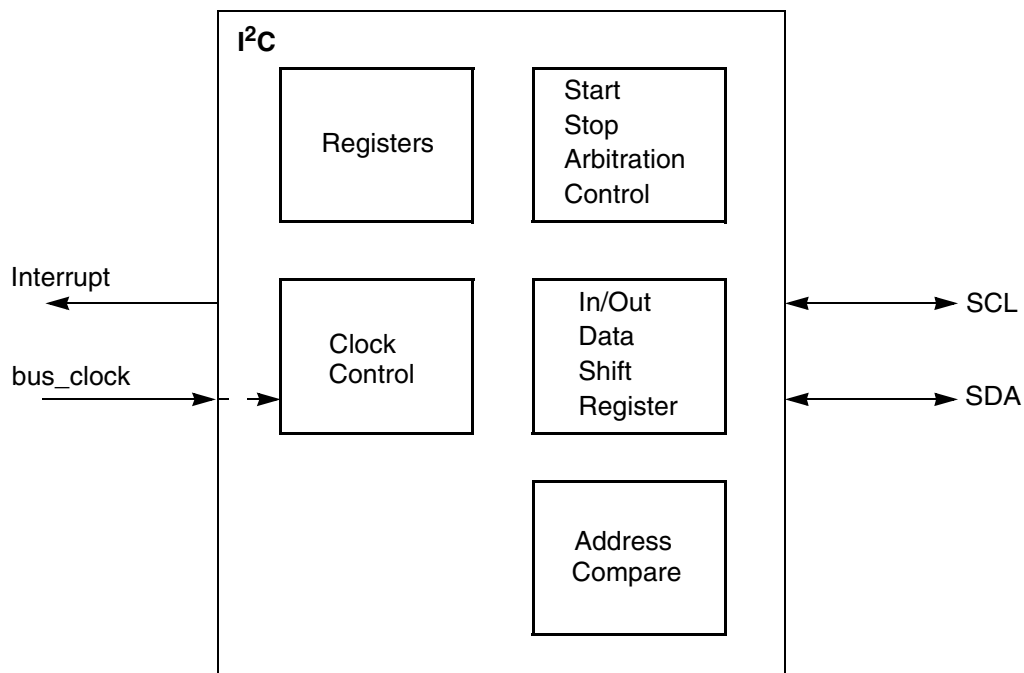 I²C
Registers
Start
Stop
Arbitration
Control
Interrupt
bus_clock
Clock
Control
In/Out
Data
Shift
Register
SCL
SDA
Address
Compare